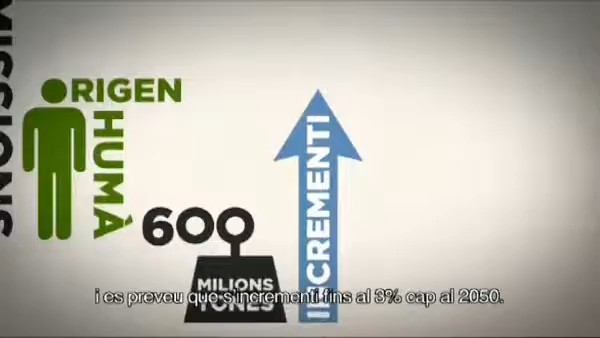 MISSIONS
ORIGEN
HUMÀ
600
MILIONS
TONES
INCREMENTI
i es preveu que s'incrementi fins al 3% cap al 2050.